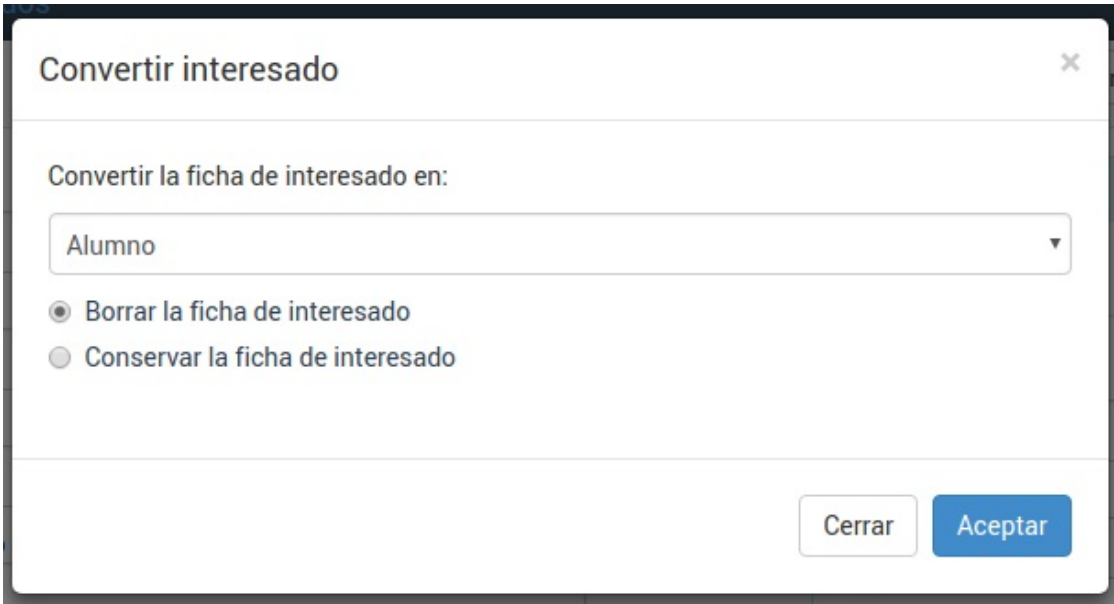 Convertir interesado
×
Convertir la ficha de interesado en:
Alumno
Borrar la ficha de interesado
Conservar la ficha de interesado
Cerrar Aceptar